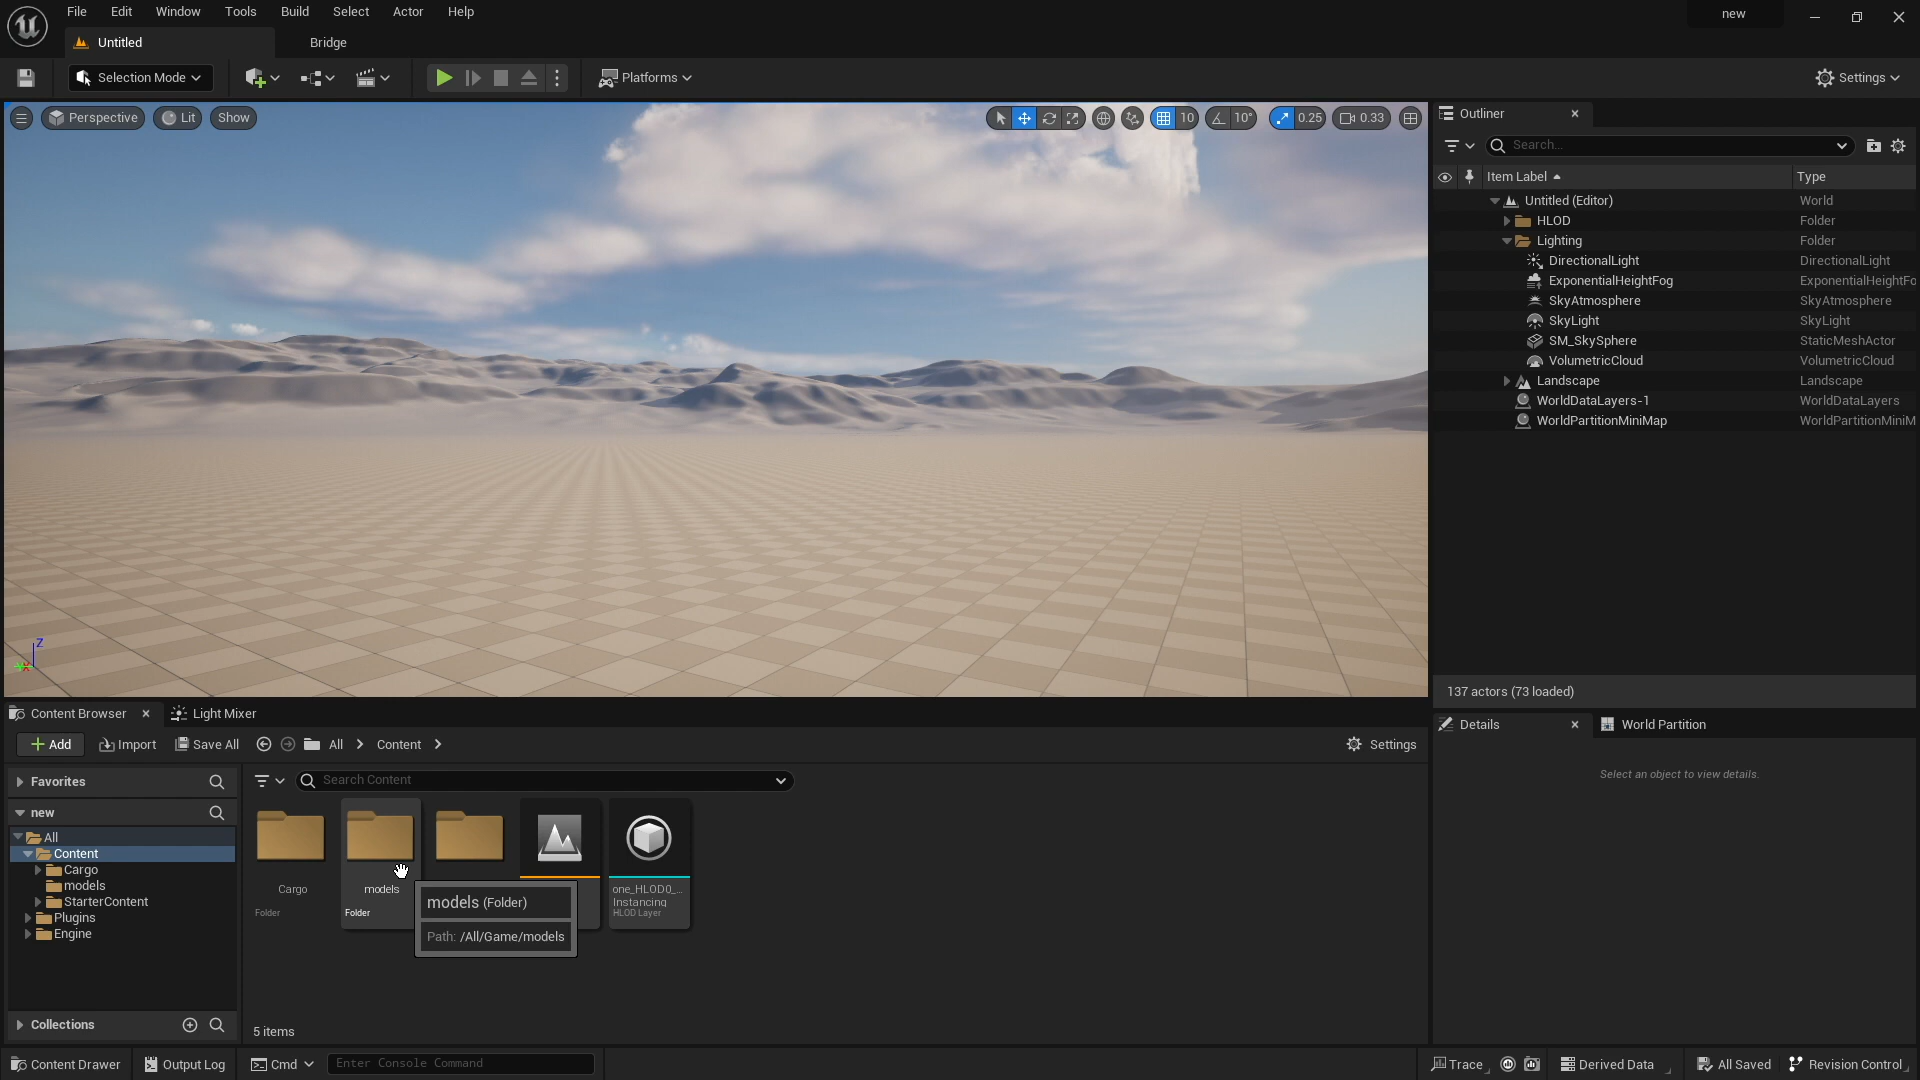 File Edit Window Tools Build Select Actor Help
new
Untitled
Bridge
Selection Mode
Platforms
Settings
Perspective
Lit
Show
10
10°
0.25
0.33
Outliner
Search...
Item Label
Type
Untitled (Editor) World
HLOD Folder
Lighting Folder
DirectionalLight DirectionalLight
ExponentialHeightFog ExponentialHeightFo
SkyAtmosphere SkyAtmosphere
SkyLight SkyLight
SM_SkySphere StaticMeshActor
VolumetricCloud VolumetricCloud
Landscape Landscape
WorldDataLayers-1 WorldDataLayers
WorldPartitionMiniMap WorldPartitionMiniM
137 actors (73 loaded)
Z
Content Browser
Light Mixer
Add
Import
Save All
All
Content
Settings
Favorites
new
All
Content
Cargo
models
StarterContent
Plugins
Engine
Collections
Search Content
Cargo
Folder
models
Folder
one_HLOD0_...
Instancing
HLOD Layer
models (Folder)
Path: /All/Game/models
5 items
Details
World Partition
Select an object to view details.
Content Drawer
Output Log
Cmd
Enter Console Command
Trace
Derived Data
All Saved
Revision Control